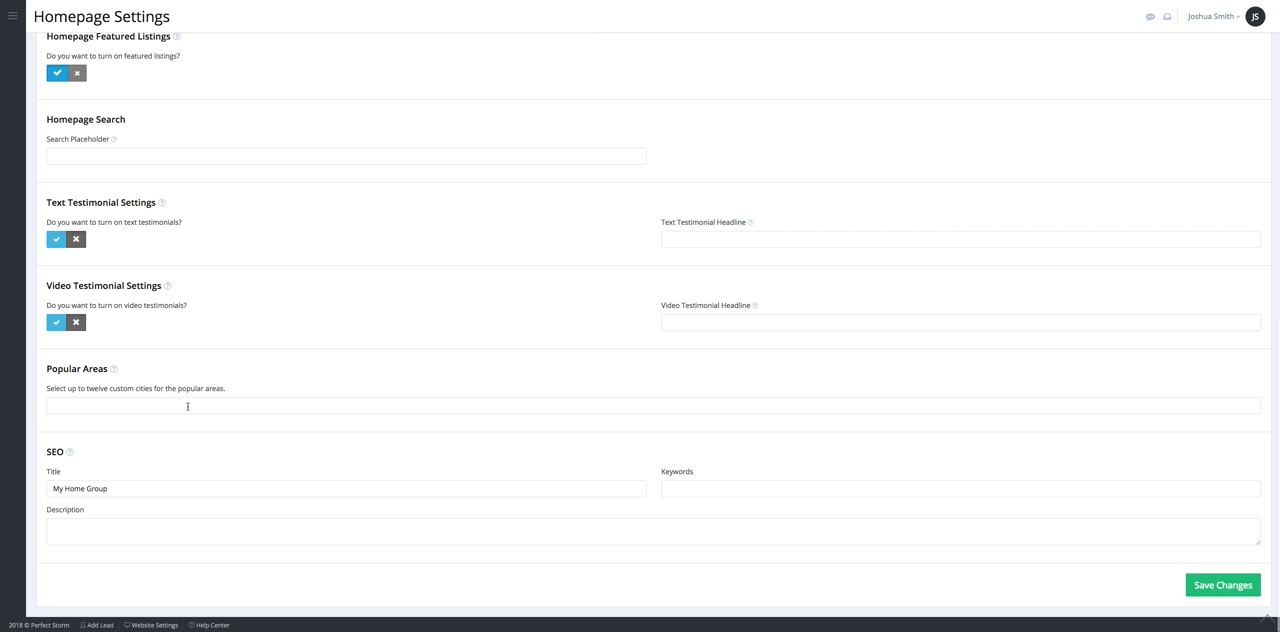 Homepage Settings
Joshua Smith
JS
Homepage Featured Listings
Do you want to turn on featured listings?
Homepage Search
Search Placeholder
Text Testimonial Settings
Do you want to turn on text testimonials?
Text Testimonial Headline
Video Testimonial Settings
Do you want to turn on video testimonials?
Video Testimonial Headline
Popular Areas
Select up to twelve custom cities for the popular areas.
SEO
Title
Keywords
My Home Group
Description
Save Changes
2018 © Perfect Storm
Add Lead
Website Settings
Help Center